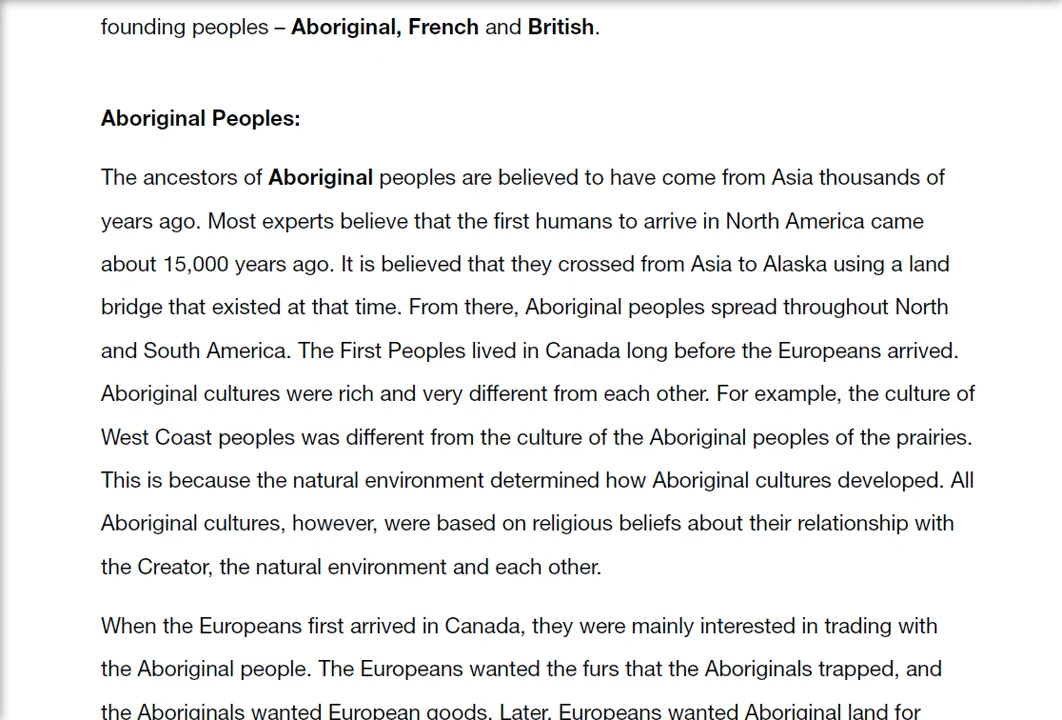 founding peoples – Aboriginal, French and British.
Aboriginal Peoples:
The ancestors of Aboriginal peoples are believed to have come from Asia thousands of
years ago. Most experts believe that the first humans to arrive in North America came
about 15,000 years ago. It is believed that they crossed from Asia to Alaska using a land
bridge that existed at that time. From there, Aboriginal peoples spread throughout North
and South America. The First Peoples lived in Canada long before the Europeans arrived.
Aboriginal cultures were rich and very different from each other. For example, the culture of
West Coast peoples was different from the culture of the Aboriginal peoples of the prairies.
This is because the natural environment determined how Aboriginal cultures developed. All
Aboriginal cultures, however, were based on religious beliefs about their relationship with
the Creator, the natural environment and each other.
When the Europeans first arrived in Canada, they were mainly interested in trading with
the Aboriginal people. The Europeans wanted the furs that the Aboriginals trapped, and
the Aboriginals wanted European goods. Later, Europeans wanted Aboriginal land for